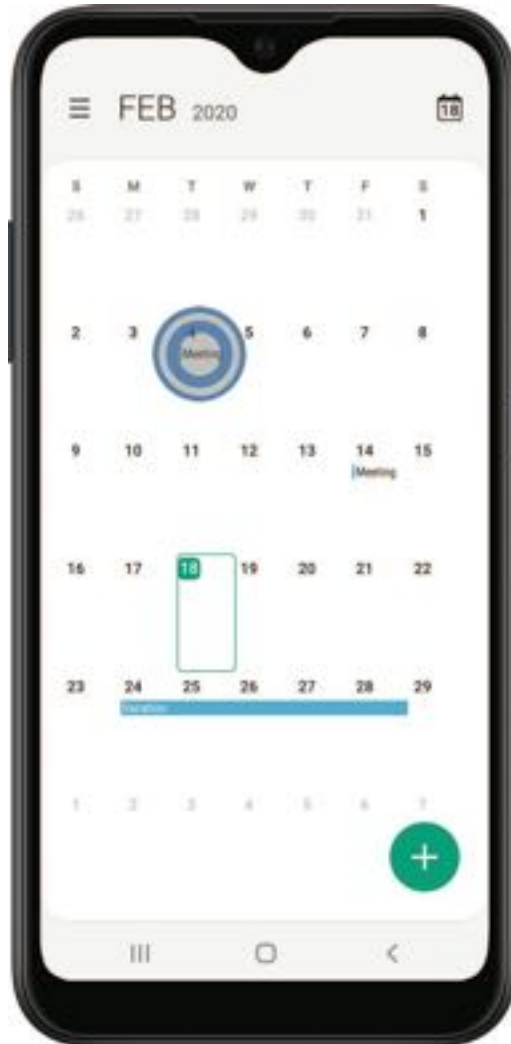 FEB 2020 18
S M T W T F S
26 27 28 29 30 31 1
2 3 4 5 6 7 8
Meeting
9 10 11 12 13 14 15
Meeting
16 17 18 19 20 21 22
23 24 25 26 27 28 29
Vacation
1 2 3 4 5 6 7